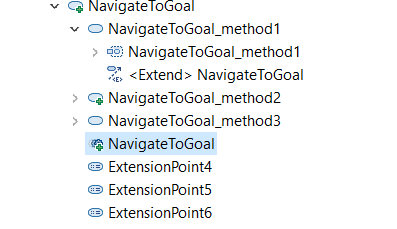 NavigateToGoal
NavigateToGoal_method1
NavigateToGoal_method1
<Extend> NavigateToGoal
NavigateToGoal_method2
NavigateToGoal_method3
NavigateToGoal
ExtensionPoint4
ExtensionPoint5
ExtensionPoint6